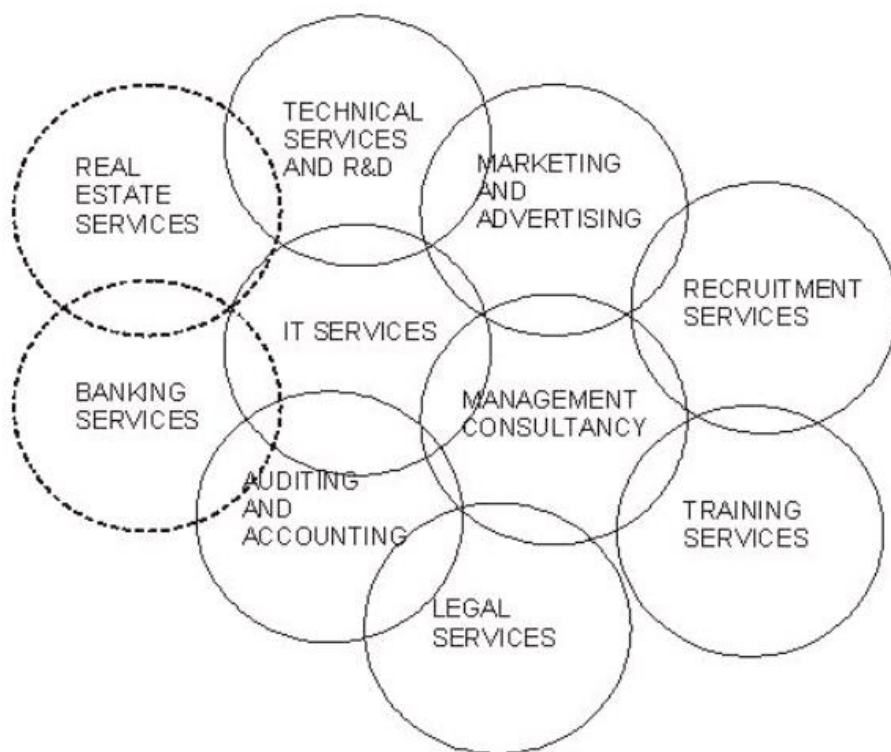 TECHNICAL
SERVICES
AND R&D
REAL
ESTATE
SERVICES
MARKETING
AND
ADVERTISING
RECRUITMENT
SERVICES
IT SERVICES
BANKING
SERVICES
MANAGEMENT
CONSULTANCY
AUDITING
AND
ACCOUNTING
TRAINING
SERVICES
LEGAL
SERVICES